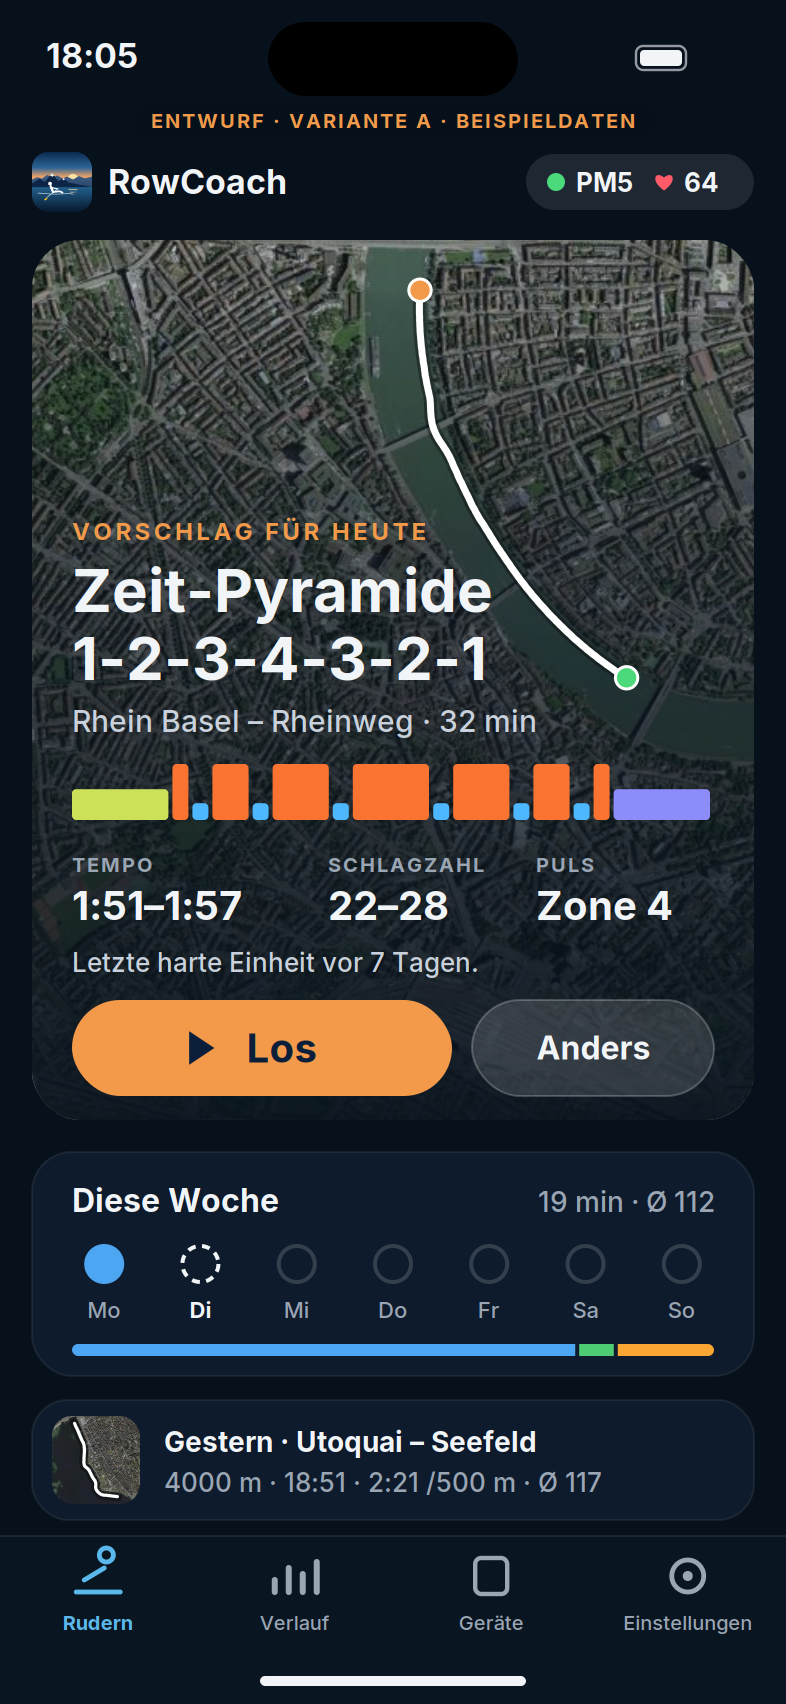 18:05
ENTWURF · VARIANTE A · BEISPIELDATEN
RowCoach
PM5 64
VORSCHLAG FÜR HEUTE
Zeit-Pyramide
1-2-3-4-3-2-1
Rhein Basel – Rheinweg · 32 min
TEMPO SCHLAGZAHL PULS
1:51–1:57 22–28 Zone 4
Letzte harte Einheit vor 7 Tagen.
Los Anders
Diese Woche 19 min · Ø 112
Mo Di Mi Do Fr Sa So
Gestern · Utoquai – Seefeld
4000 m · 18:51 · 2:21 /500 m · Ø 117
Rudern Verlauf Geräte Einstellungen